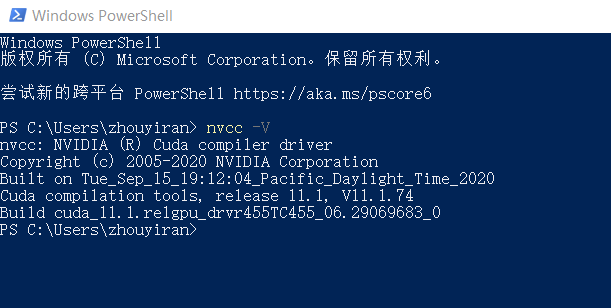 Windows PowerShell
Windows PowerShell
版权所有 (C) Microsoft Corporation。保留所有权利。
尝试新的跨平台 PowerShell https://aka.ms/pscore6
PS C:\Users\zhouyiran> nvcc -V
nvcc: NVIDIA (R) Cuda compiler driver
Copyright (c) 2005-2020 NVIDIA Corporation
Built on Tue_Sep_15_19:12:04_Pacific_Daylight_Time_2020
Cuda compilation tools, release 11.1, V11.1.74
Build cuda_11.1.relgpu_drvr455TC455_06.29069683_0
PS C:\Users\zhouyiran>